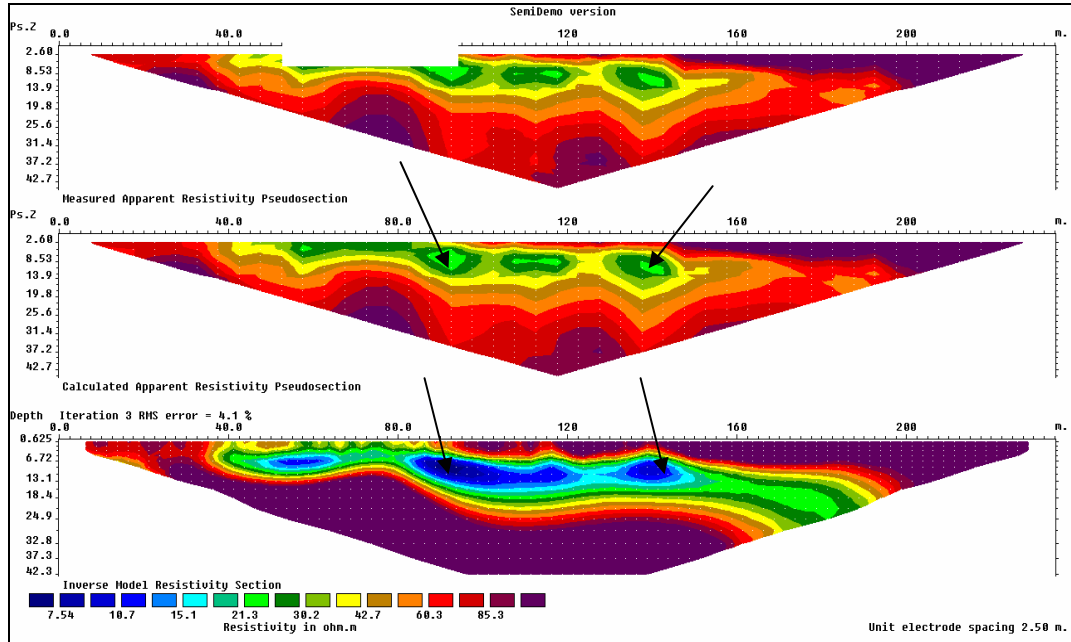 SemiDemo version
Ps.Z 0.0 40.0 120 160 200 m.
2.60
8.53
13.9
19.8
25.6
31.4
37.2
42.7
Measured Apparent Resistivity Pseudosection
Ps.Z 0.0 40.0 80.0 120 160 200 m.
2.60
8.53
13.9
19.8
25.6
31.4
37.2
42.7
Calculated Apparent Resistivity Pseudosection
Depth Iteration 3 RMS error = 4.1 %
0.0 40.0 80.0 120 160 200 m.
0.625
6.72
13.1
18.4
24.9
32.8
37.3
42.3
Inverse Model Resistivity Section
7.54 10.7 15.1 21.3 30.2 42.7 60.3 85.3
Resistivity in ohm.m
Unit electrode spacing 2.50 m.